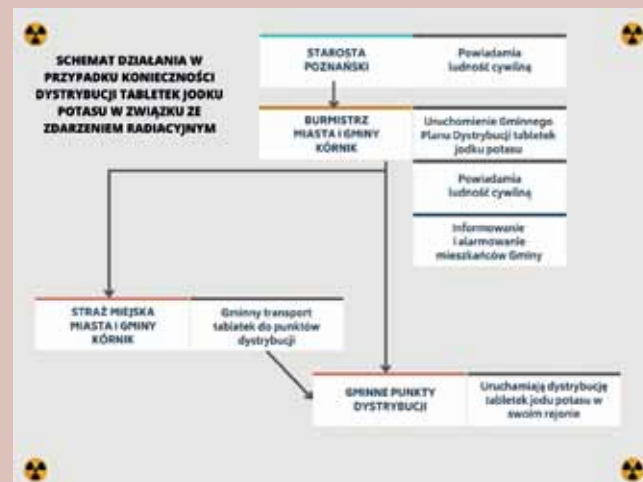 SCHEMAT DZIAŁANIA W
PRZYPADKU KONIECZNOŚCI
DYSTRYBUCJI TABLETEK JODKU
POTASU W ZWIĄZKU ZE
ZDARZENIEM RADIACYJNYM
STAROSTA
POZNAŃSKI
Powiadamia
ludność cywilną
BURMISTRZ
MIASTA I GMINY
KÓRNIK
Uruchomienie Gminnego
Planu Dystrybucji tabletek
jodku potasu
Powiadamia
ludność cywilną
Informowanie
i alarmowanie
mieszkańców Gminy
STRAŻ MIEJSKA
MIASTA I GMINY
KÓRNIK
Gminny transport
tabletek do punktów
dystrybucji
GMINNE PUNKTY
DYSTRYBUCJI
Uruchamiają dystrybucję
tabletek jodu potasu w
swoim rejonie